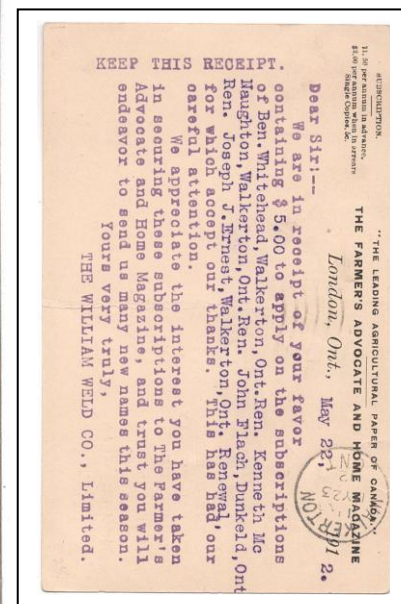 SUBSCRIPTION.
$1.50 per annum in advance.
$2.00 per annum when in arrears
Single Copies, 5c.
"THE LEADING AGRICULTURAL PAPER OF CANADA."
THE FARMER'S ADVOCATE AND HOME MAGAZINE
London, Ont., May 22, 191 2.
KERTON
Dear Sir:--
We are in receipt of your favor
containing $ 5.00 to apply on the subscriptions
of Ben. Whitehead, Walkerton, Ont. Ren. Kenneth Mc
Naughton, Walkerton, Ont. Ren. John Flach, Dunkeld, Ont
Ren. Joseph J. Ernest, Walkerton, Ont. Renewal,
for which accept our thanks. This has had our
careful attention.
We appreciate the interest you have taken
in securing these subscriptions to The Farmer's
Advocate and Home Magazine, and trust you will
endeavor to send us many new names this season.
Yours very truly,
THE WILLIAM WELD CO., Limited.
KEEP THIS RECEIPT.